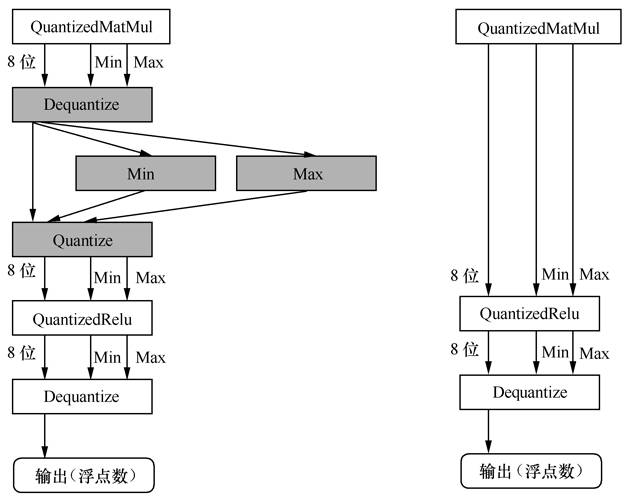 QuantizedMatMul
8 位
Min
Max
Dequantize
Min
Max
Quantize
8 位
Min
Max
QuantizedRelu
8 位
Min
Max
Dequantize
输出(浮点数)
QuantizedMatMul
8 位
Min
Max
QuantizedRelu
8 位
Min
Max
Dequantize
输出(浮点数)